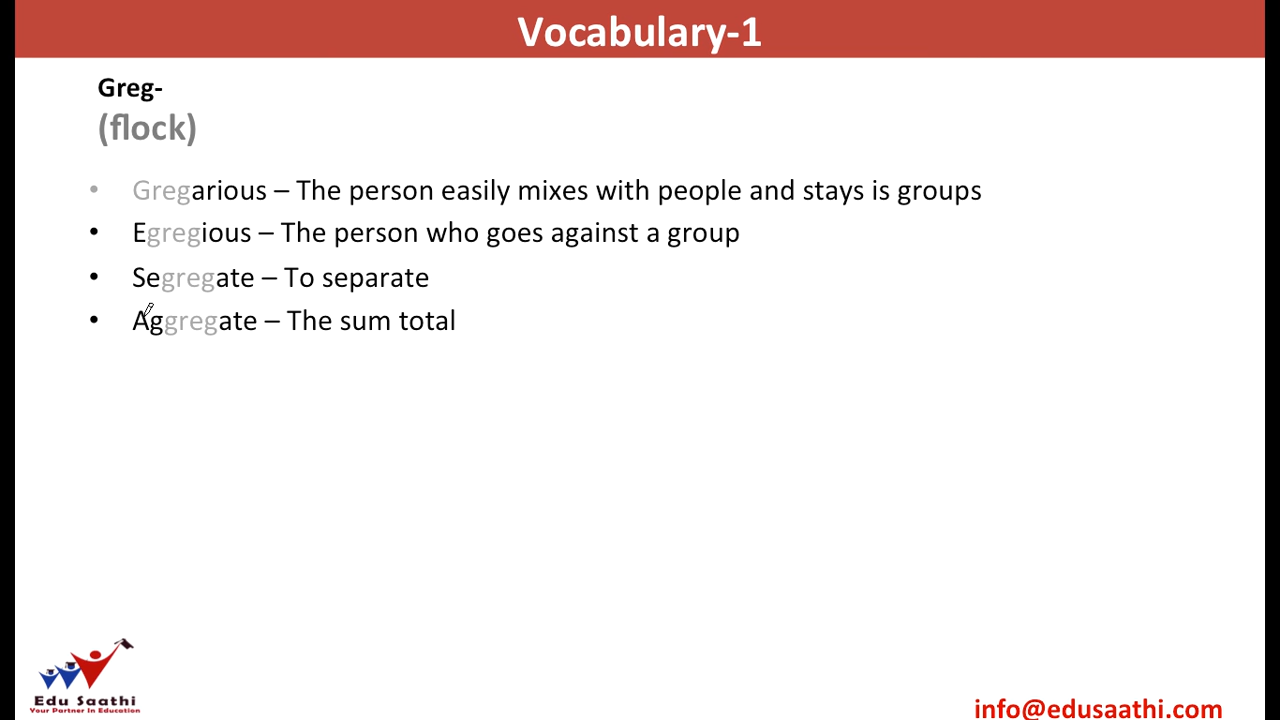 Vocabulary-1
Greg-
(flock)
• Gregarious – The person easily mixes with people and stays is groups
• Egregious – The person who goes against a group
• Segregate – To separate
• Aggregate – The sum total
Edu Saathi
Your Partner In Education
info@edusaathi.com